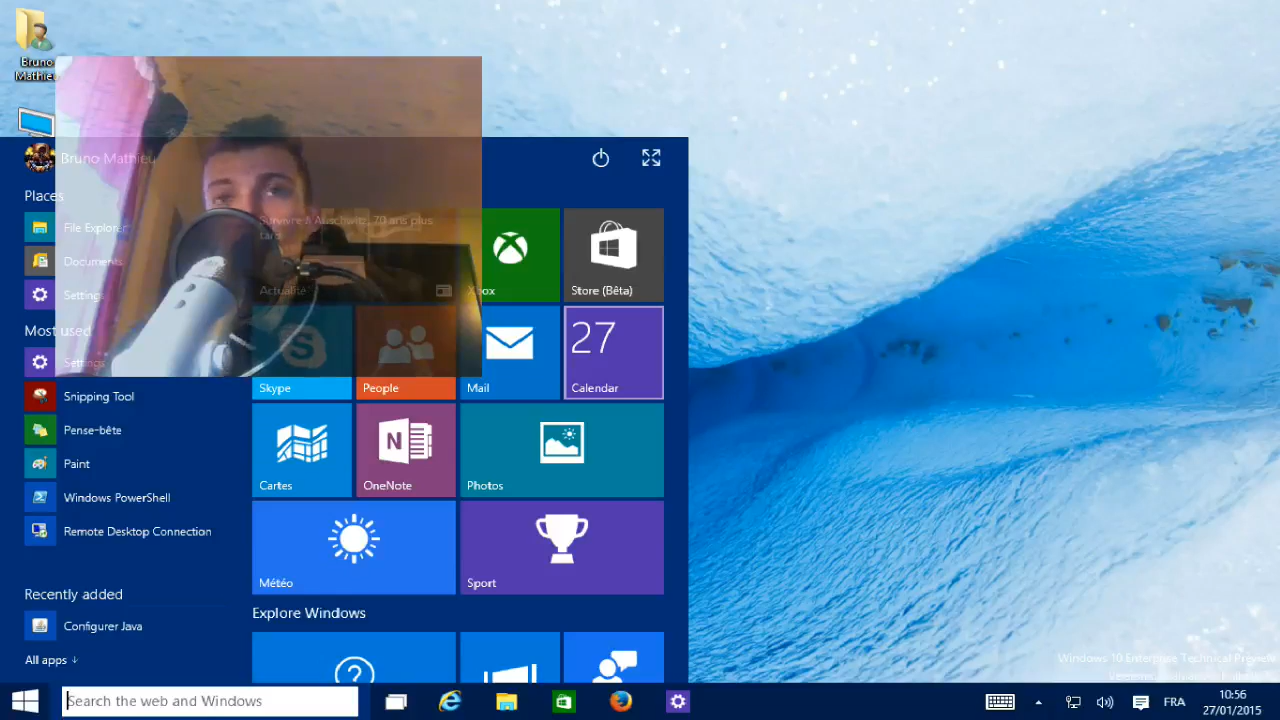 Bruno
Mathieu
Bruno Mathieu
Places
File Explorer
Documents
Settings
Most used
Settings
Snipping Tool
Pense-bête
Paint
Windows PowerShell
Remote Desktop Connection
Recently added
Configurer Java
All apps
Survivre à Auschwitz, 70 ans plus
tard
Actualité
Xbox
Store (Bêta)
Skype
People
Mail
27
Calendar
Cartes
OneNote
Photos
Météo
Sport
Explore Windows
Windows 10 Enterprise Technical Preview
Search the web and Windows
FRA
10:56
27/01/2015